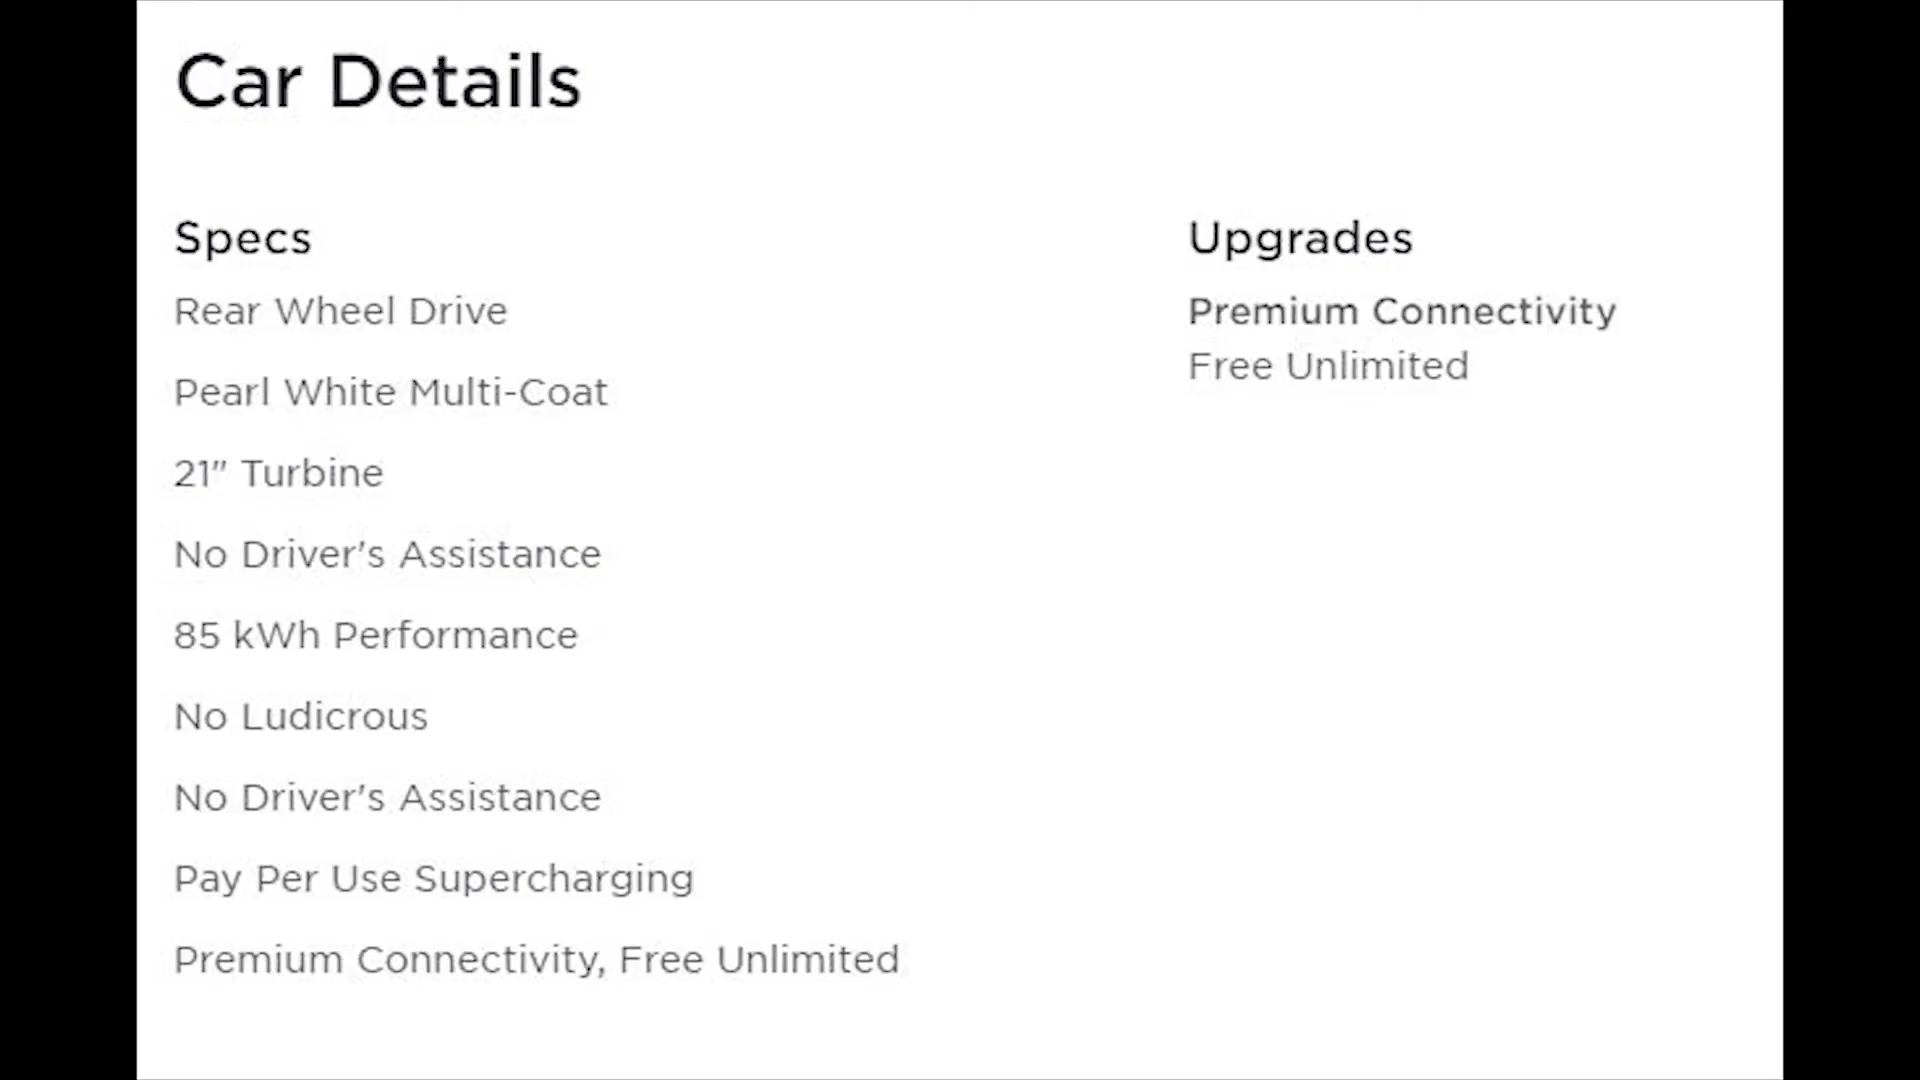 Car Details
Specs
Rear Wheel Drive
Pearl White Multi-Coat
21" Turbine
No Driver's Assistance
85 kWh Performance
No Ludicrous
No Driver's Assistance
Pay Per Use Supercharging
Premium Connectivity, Free Unlimited
Upgrades
Premium Connectivity
Free Unlimited